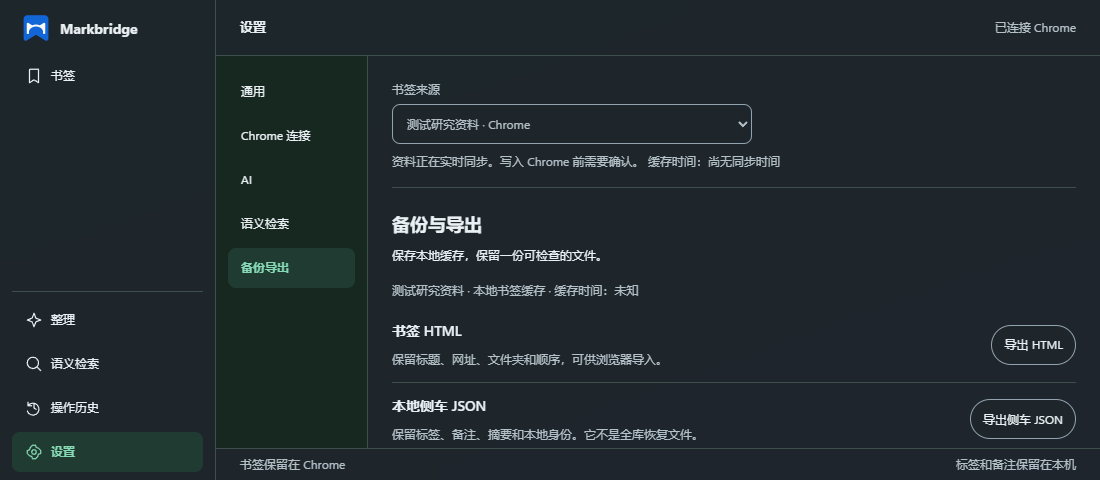 Markbridge
书签
整理
语义检索
操作历史
设置
设置
已连接 Chrome
通用
Chrome 连接
AI
语义检索
备份导出
书签来源
测试研究资料 · Chrome
资料正在实时同步。写入 Chrome 前需要确认。 缓存时间：尚无同步时间
备份与导出
保存本地缓存，保留一份可检查的文件。
测试研究资料 · 本地书签缓存 · 缓存时间：未知
书签 HTML
保留标题、网址、文件夹和顺序，可供浏览器导入。
导出 HTML
本地侧车 JSON
保留标签、备注、摘要和本地身份。它不是全库恢复文件。
导出侧车 JSON
书签保留在 Chrome
标签和备注保留在本机